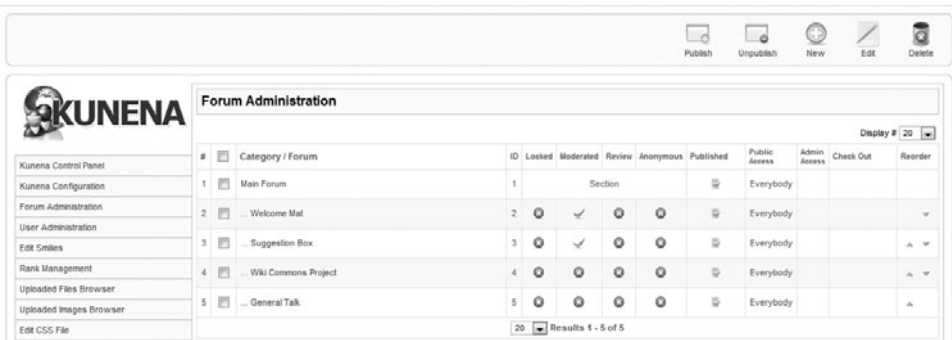 Publish Unpublish New Edit Delete
KUNENA
Forum Administration
Display # 20
Kunena Control Panel
Kunena Configuration
Forum Administration
User Administration
Edit Smilies
Rank Management
Uploaded Files Browser
Uploaded Images Browser
Edit CSS File
# Category / Forum ID Locked Moderated Review Anonymous Published Public Access Admin Access Check Out Reorder
1 Main Forum 1 Section Everybody
2 ... Welcome Mat 2 Everybody
3 ... Suggestion Box 3 Everybody
4 ... Wiki Commons Project 4 Everybody
5 ... General Talk 5 Everybody
20 Results 1 - 5 of 5